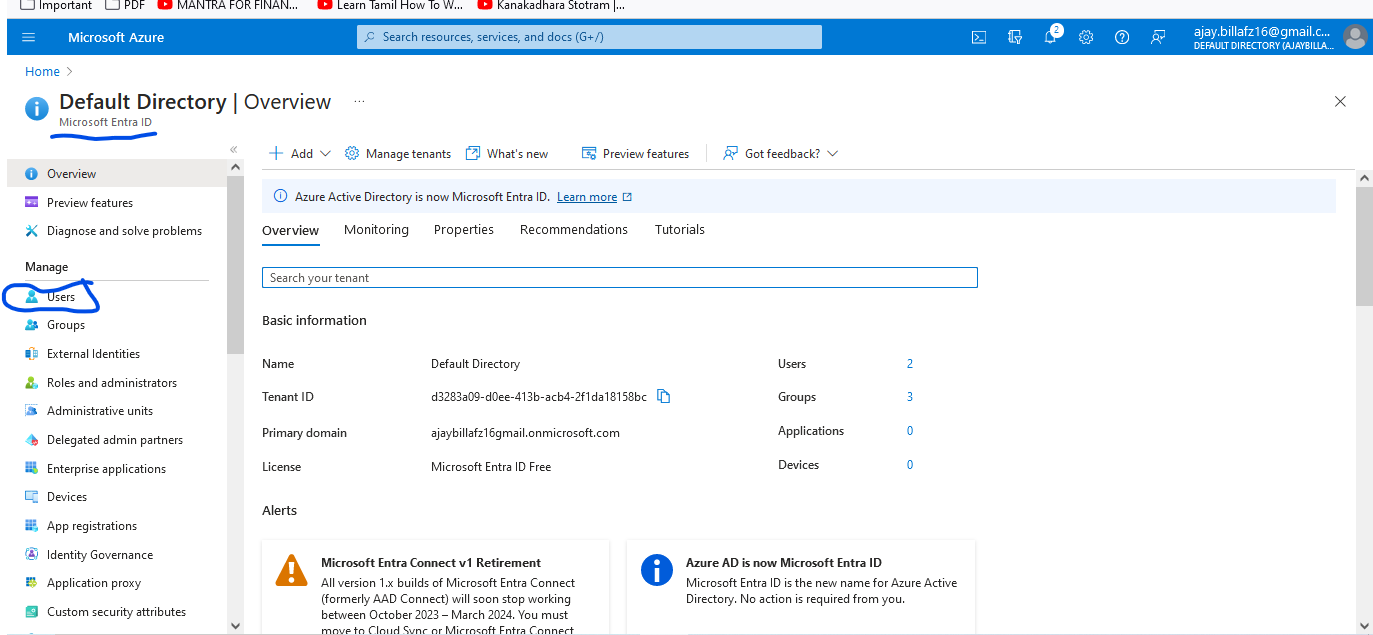 Important PDF MANTRA FOR FINAN... Learn Tamil How To W... Kanakadhara Stotram |...
Microsoft Azure
Search resources, services, and docs (G+/)
2
ajay.billafz16@gmail.c...
DEFAULT DIRECTORY (AJAYBILLA...
Home >
Default Directory | Overview ...
Microsoft Entra ID
«
Overview
Preview features
Diagnose and solve problems
Manage
Users
Groups
External Identities
Roles and administrators
Administrative units
Delegated admin partners
Enterprise applications
Devices
App registrations
Identity Governance
Application proxy
Custom security attributes
Add Manage tenants What's new Preview features Got feedback?
Azure Active Directory is now Microsoft Entra ID. Learn more
Overview Monitoring Properties Recommendations Tutorials
Search your tenant
Basic information
Name Default Directory Users 2
Tenant ID d3283a09-d0ee-413b-acb4-2f1da18158bc Groups 3
Primary domain ajaybillafz16gmail.onmicrosoft.com Applications 0
License Microsoft Entra ID Free Devices 0
Alerts
Microsoft Entra Connect v1 Retirement
All version 1.x builds of Microsoft Entra Connect
(formerly AAD Connect) will soon stop working
between October 2023 – March 2024. You must
move to Cloud Sync or Microsoft Entra Connect
Azure AD is now Microsoft Entra ID
Microsoft Entra ID is the new name for Azure Active
Directory. No action is required from you.